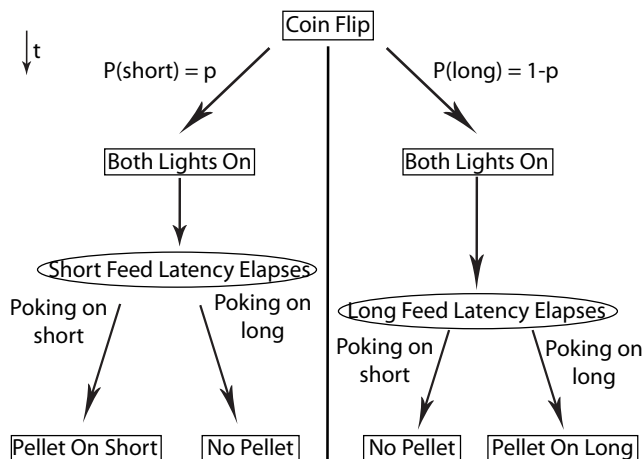 Coin Flip
t
P(short) = p
P(long) = 1-p
Both Lights On
Both Lights On
Short Feed Latency Elapses
Long Feed Latency Elapses
Poking on
short
Poking on
long
Poking on
short
Poking on
long
Pellet On Short
No Pellet
No Pellet
Pellet On Long